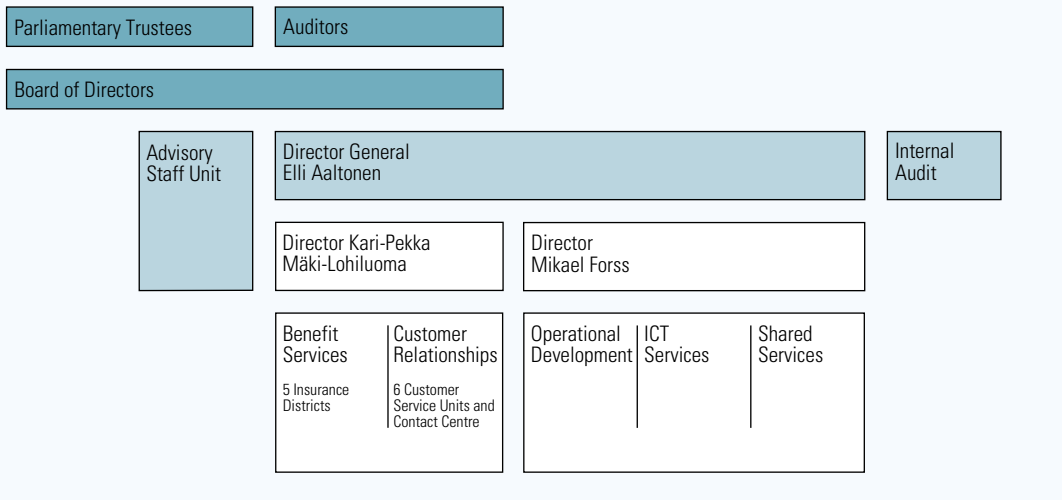 Parliamentary Trustees
Auditors
Board of Directors
Advisory
Staff Unit
Director General
Elli Aaltonen
Internal
Audit
Director Kari-Pekka
Mäki-Lohiluoma
Director
Mikael Forss
Benefit
Services
5 Insurance
Districts
Customer
Relationships
6 Customer
Service Units and
Contact Centre
Operational
Development
ICT
Services
Shared
Services